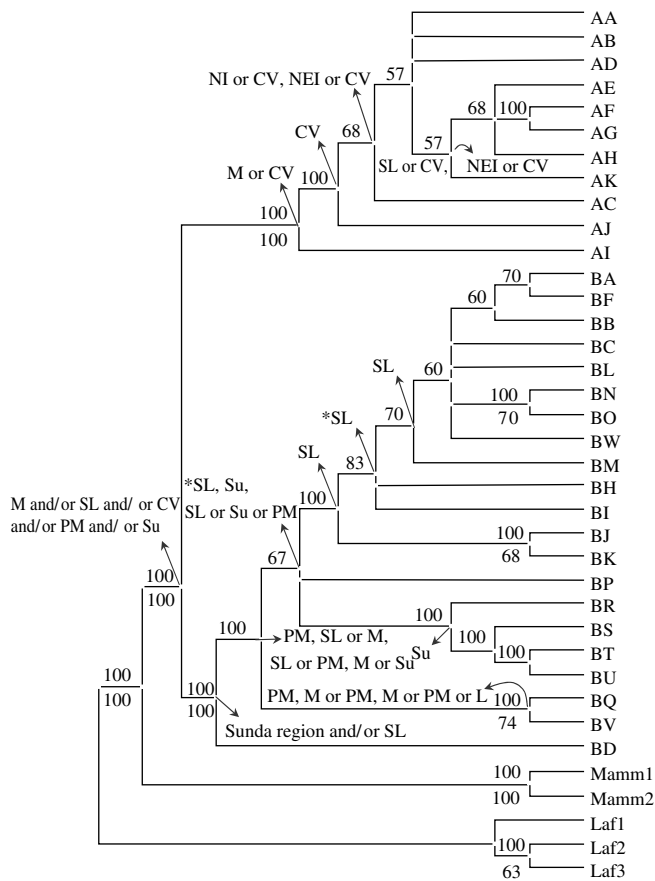 AA
AB
AD
NI or CV, NEI or CV
57
AE
68
100
AF
AG
CV
68
57
AH
SL or CV,
NEI or CV
M or CV
100
AK
AC
100
100
AJ
AI
70
BA
BF
60
BB
BC
SL
60
BL
100
70
BN
BO
*SL
70
BW
SL
83
BM
BH
*SL, Su,
SL or Su or PM
100
BI
M and/or SL and/ or CV
and/or PM and/ or Su
100
68
BJ
BK
67
BP
100
100
100
BR
100
PM, SL or M,
SL or PM, M or Su
Su
100
BS
100
BT
BU
100
100
PM, M or PM, M or PM or L
100
74
BQ
BV
100
100
Sunda region and/or SL
BD
100
100
Mamm1
Mamm2
Laf1
100
63
Laf2
Laf3